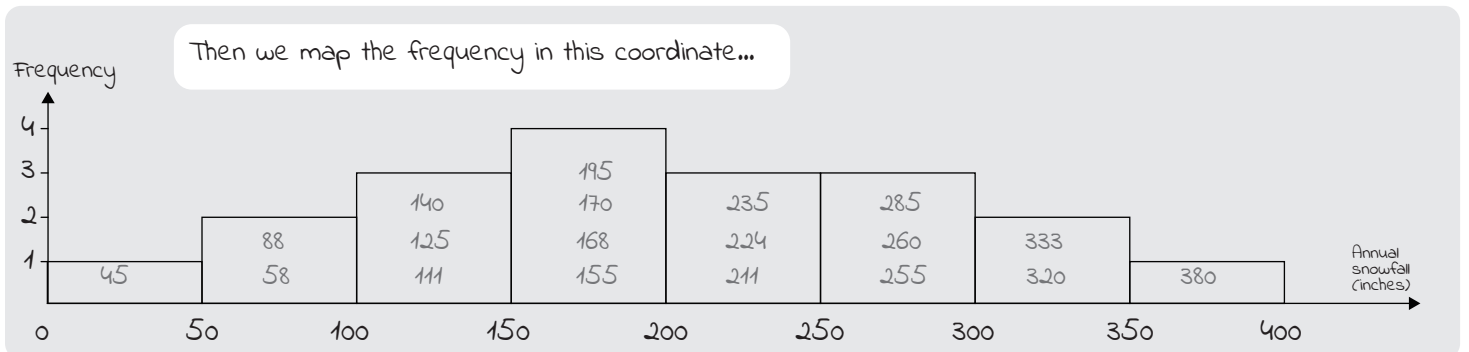 Then we map the frequency in this coordinate...
Frequency
4
3
2
1
195
140 170 235 285
88 125 168 224 260 333
45 58 111 155 211 255 320 380
Annual
snowfall
(inches)
0 50 100 150 200 250 300 350 400